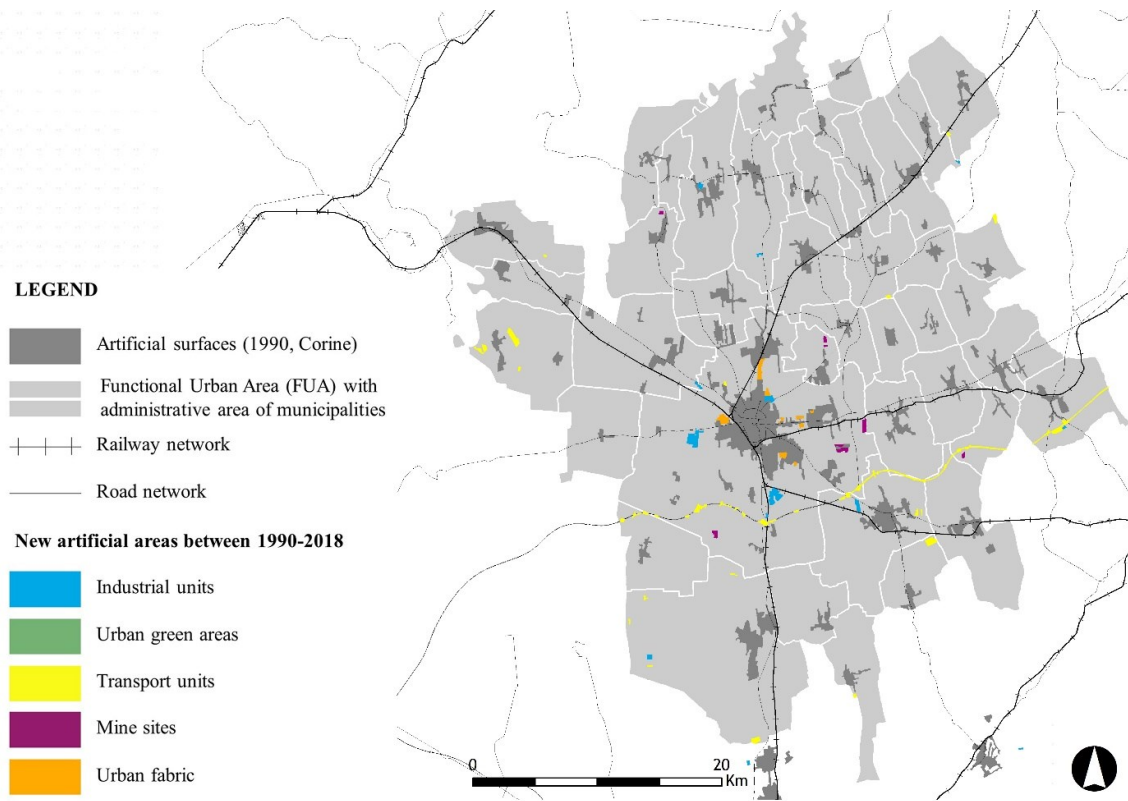 LEGEND
Artificial surfaces (1990, Corine)
Functional Urban Area (FUA) with
administrative area of municipalities
Railway network
Road network
New artificial areas between 1990-2018
Industrial units
Urban green areas
Transport units
Mine sites
Urban fabric
0 20
Km